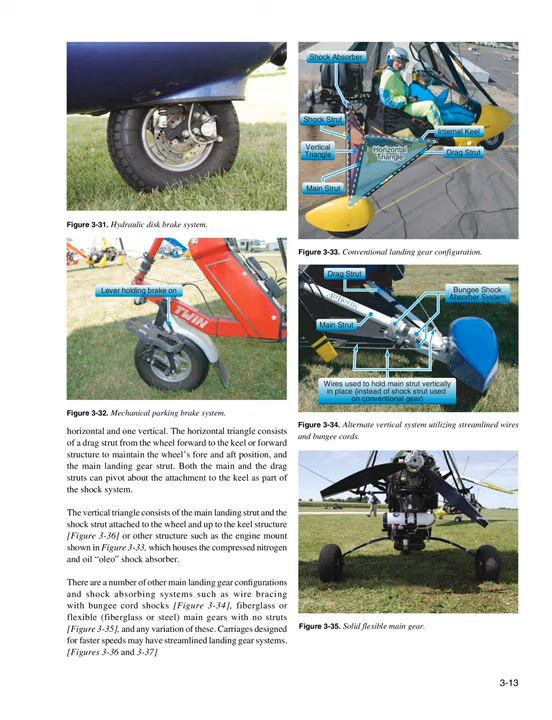 Figure 3-31. Hydraulic disk brake system.
Lever holding brake on
TWIN
Figure 3-32. Mechanical parking brake system.
horizontal and one vertical. The horizontal triangle consists
of a drag strut from the wheel forward to the keel or forward
structure to maintain the wheel’s fore and aft position, and
the main landing gear strut. Both the main and the drag
struts can pivot about the attachment to the keel as part of
the shock system.
The vertical triangle consists of the main landing strut and the
shock strut attached to the wheel and up to the keel structure
[Figure 3-36] or other structure such as the engine mount
shown in Figure 3-33, which houses the compressed nitrogen
and oil “oleo” shock absorber.
There are a number of other main landing gear configurations
and shock absorbing systems such as wire bracing
with bungee cord shocks [Figure 3-34], fiberglass or
flexible (fiberglass or steel) main gears with no struts
[Figure 3-35], and any variation of these. Carriages designed
for faster speeds may have streamlined landing gear systems.
[Figures 3-36 and 3-37]
Shock Absorber
Shock Strut
Internal Keel
Vertical
Triangle
Horizontal
Triangle
Drag Strut
Main Strut
Figure 3-33. Conventional landing gear configuration.
Drag Strut
Bungee Shock
Absorber System
airborne
Main Strut
Wires used to hold main strut vertically
in place (instead of shock strut used
on conventional gear)
Figure 3-34. Alternate vertical system utilizing streamlined wires
and bungee cords.
Figure 3-35. Solid flexible main gear.
3-13